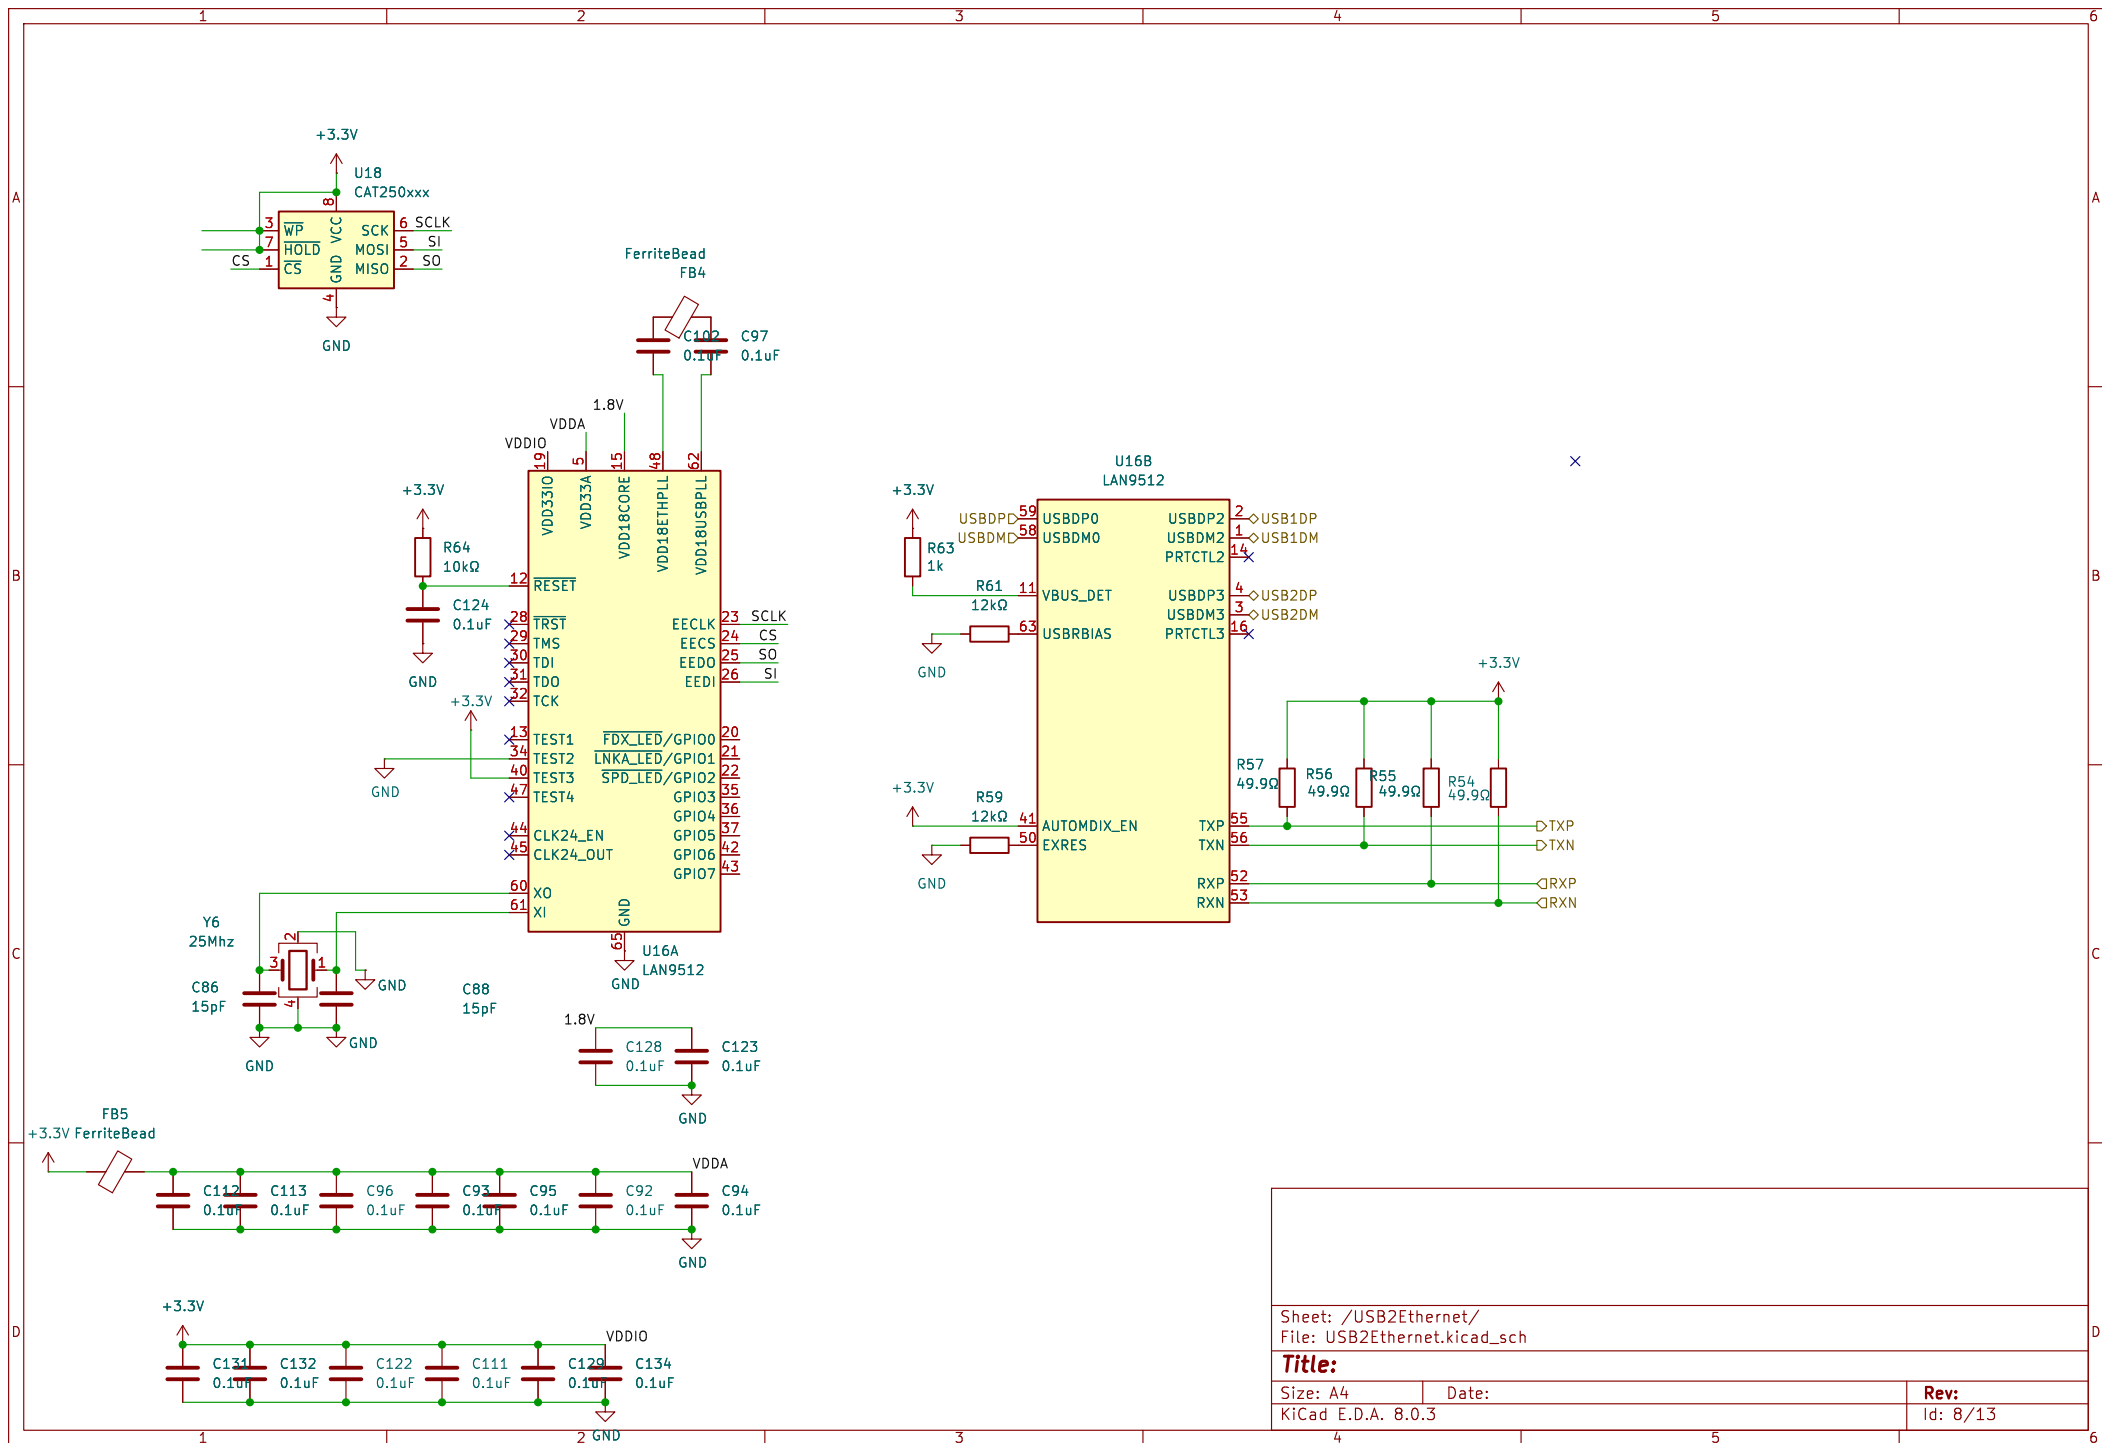 1 2 3 4 5 6
A A
B B
C C
D D
1 2 3 4 5 6
+3.3V
U18
CAT250xxx
8
VCC
3 WP SCK 6 SCLK
7 HOLD MOSI 5 SI
CS 1 CS MISO 2 SO
GND
4
GND
FerriteBead
FB4
C102
0.1uF
C97
0.1uF
1.8V
VDDA
VDDIO
19 5 15 48 62
VDD33IO
VDD33A
VDD18CORE
VDD18ETHPLL
VDD18USBPLL
+3.3V
R64
10kΩ
C124
0.1uF
GND
12 RESET
28 TRST
29 TMS
30 TDI
31 TDO
32 TCK
+3.3V
13 TEST1
34 TEST2
40 TEST3
47 TEST4
GND
44 CLK24_EN
45 CLK24_OUT
60 XO
61 XI
EECLK 23 SCLK
EECS 24 CS
EEDO 25 SO
EEDI 26 SI
FDX_LED/GPIO0 20
LNKA_LED/GPIO1 21
SPD_LED/GPIO2 22
GPIO3 35
GPIO4 36
GPIO5 37
GPIO6 42
GPIO7 43
GND
65
GND
U16A
LAN9512
Y6
25Mhz
2
3 1
4
GND
C86
15pF
C88
15pF
GND
GND
1.8V
C128
0.1uF
C123
0.1uF
GND
FB5
+3.3V FerriteBead
VDDA
C112
0.1uF
C113
0.1uF
C96
0.1uF
C93
0.1uF
C95
0.1uF
C92
0.1uF
C94
0.1uF
GND
+3.3V
VDDIO
C131
0.1uF
C132
0.1uF
C122
0.1uF
C111
0.1uF
C129
0.1uF
C134
0.1uF
GND
U16B
LAN9512
+3.3V
R63
1k
USBDP 59 USBDP0
USBDM 58 USBDM0
R61
12kΩ
11 VBUS_DET
63 USBRBIAS
GND
+3.3V
R59
12kΩ
41 AUTOMDIX_EN
50 EXRES
GND
USBDP2 2 USB1DP
USBDM2 1 USB1DM
PRTCTL2 14
USBDP3 4 USB2DP
USBDM3 3 USB2DM
PRTCTL3 16
+3.3V
R57
49.9Ω
R56
49.9Ω
R55
49.9Ω
R54
49.9Ω
TXP 55 TXP
TXN 56 TXN
RXP 52 RXP
RXN 53 RXN
Sheet: /USB2Ethernet/
File: USB2Ethernet.kicad_sch
Title:
Size: A4 Date: Rev:
KiCad E.D.A. 8.0.3 Id: 8/13